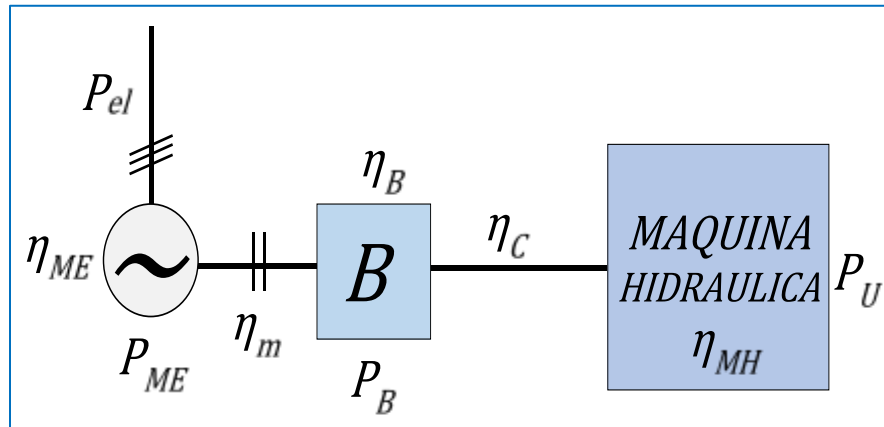 P_el
η_ME
P_ME
η_m
η_B
B
P_B
η_C
MAQUINA
HIDRAULICA
η_MH
P_U